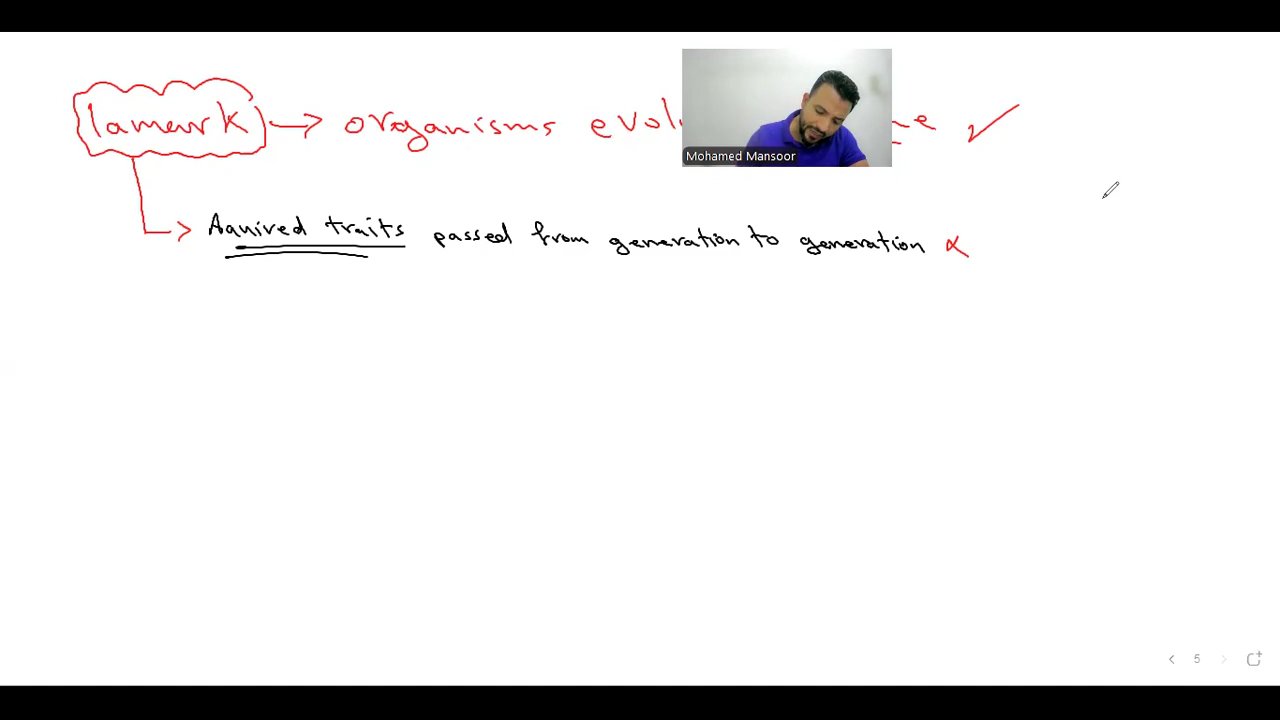 lamark → organisms evol
Mohamed Mansoor
→ Aquired traits passed from generation to generation
5